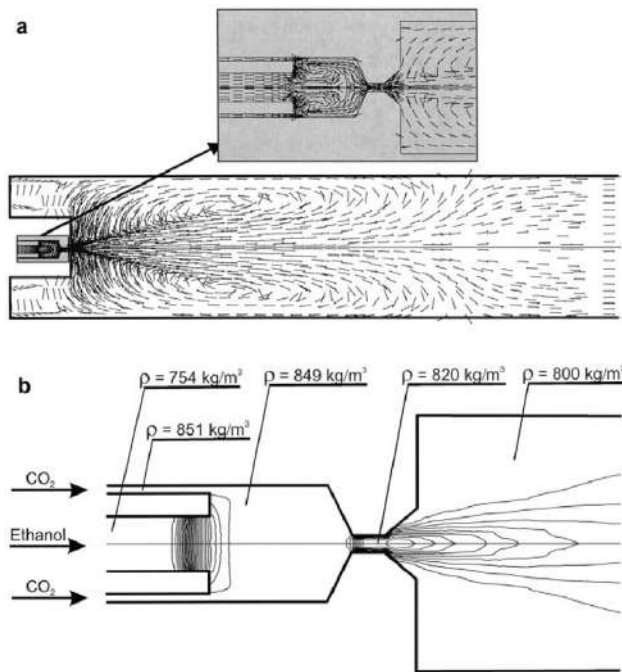 a
b
ρ = 754 kg/m³
ρ = 849 kg/m³
ρ = 820 kg/m³
ρ = 800 kg/m³
ρ = 851 kg/m³
CO₂
Ethanol
CO₂